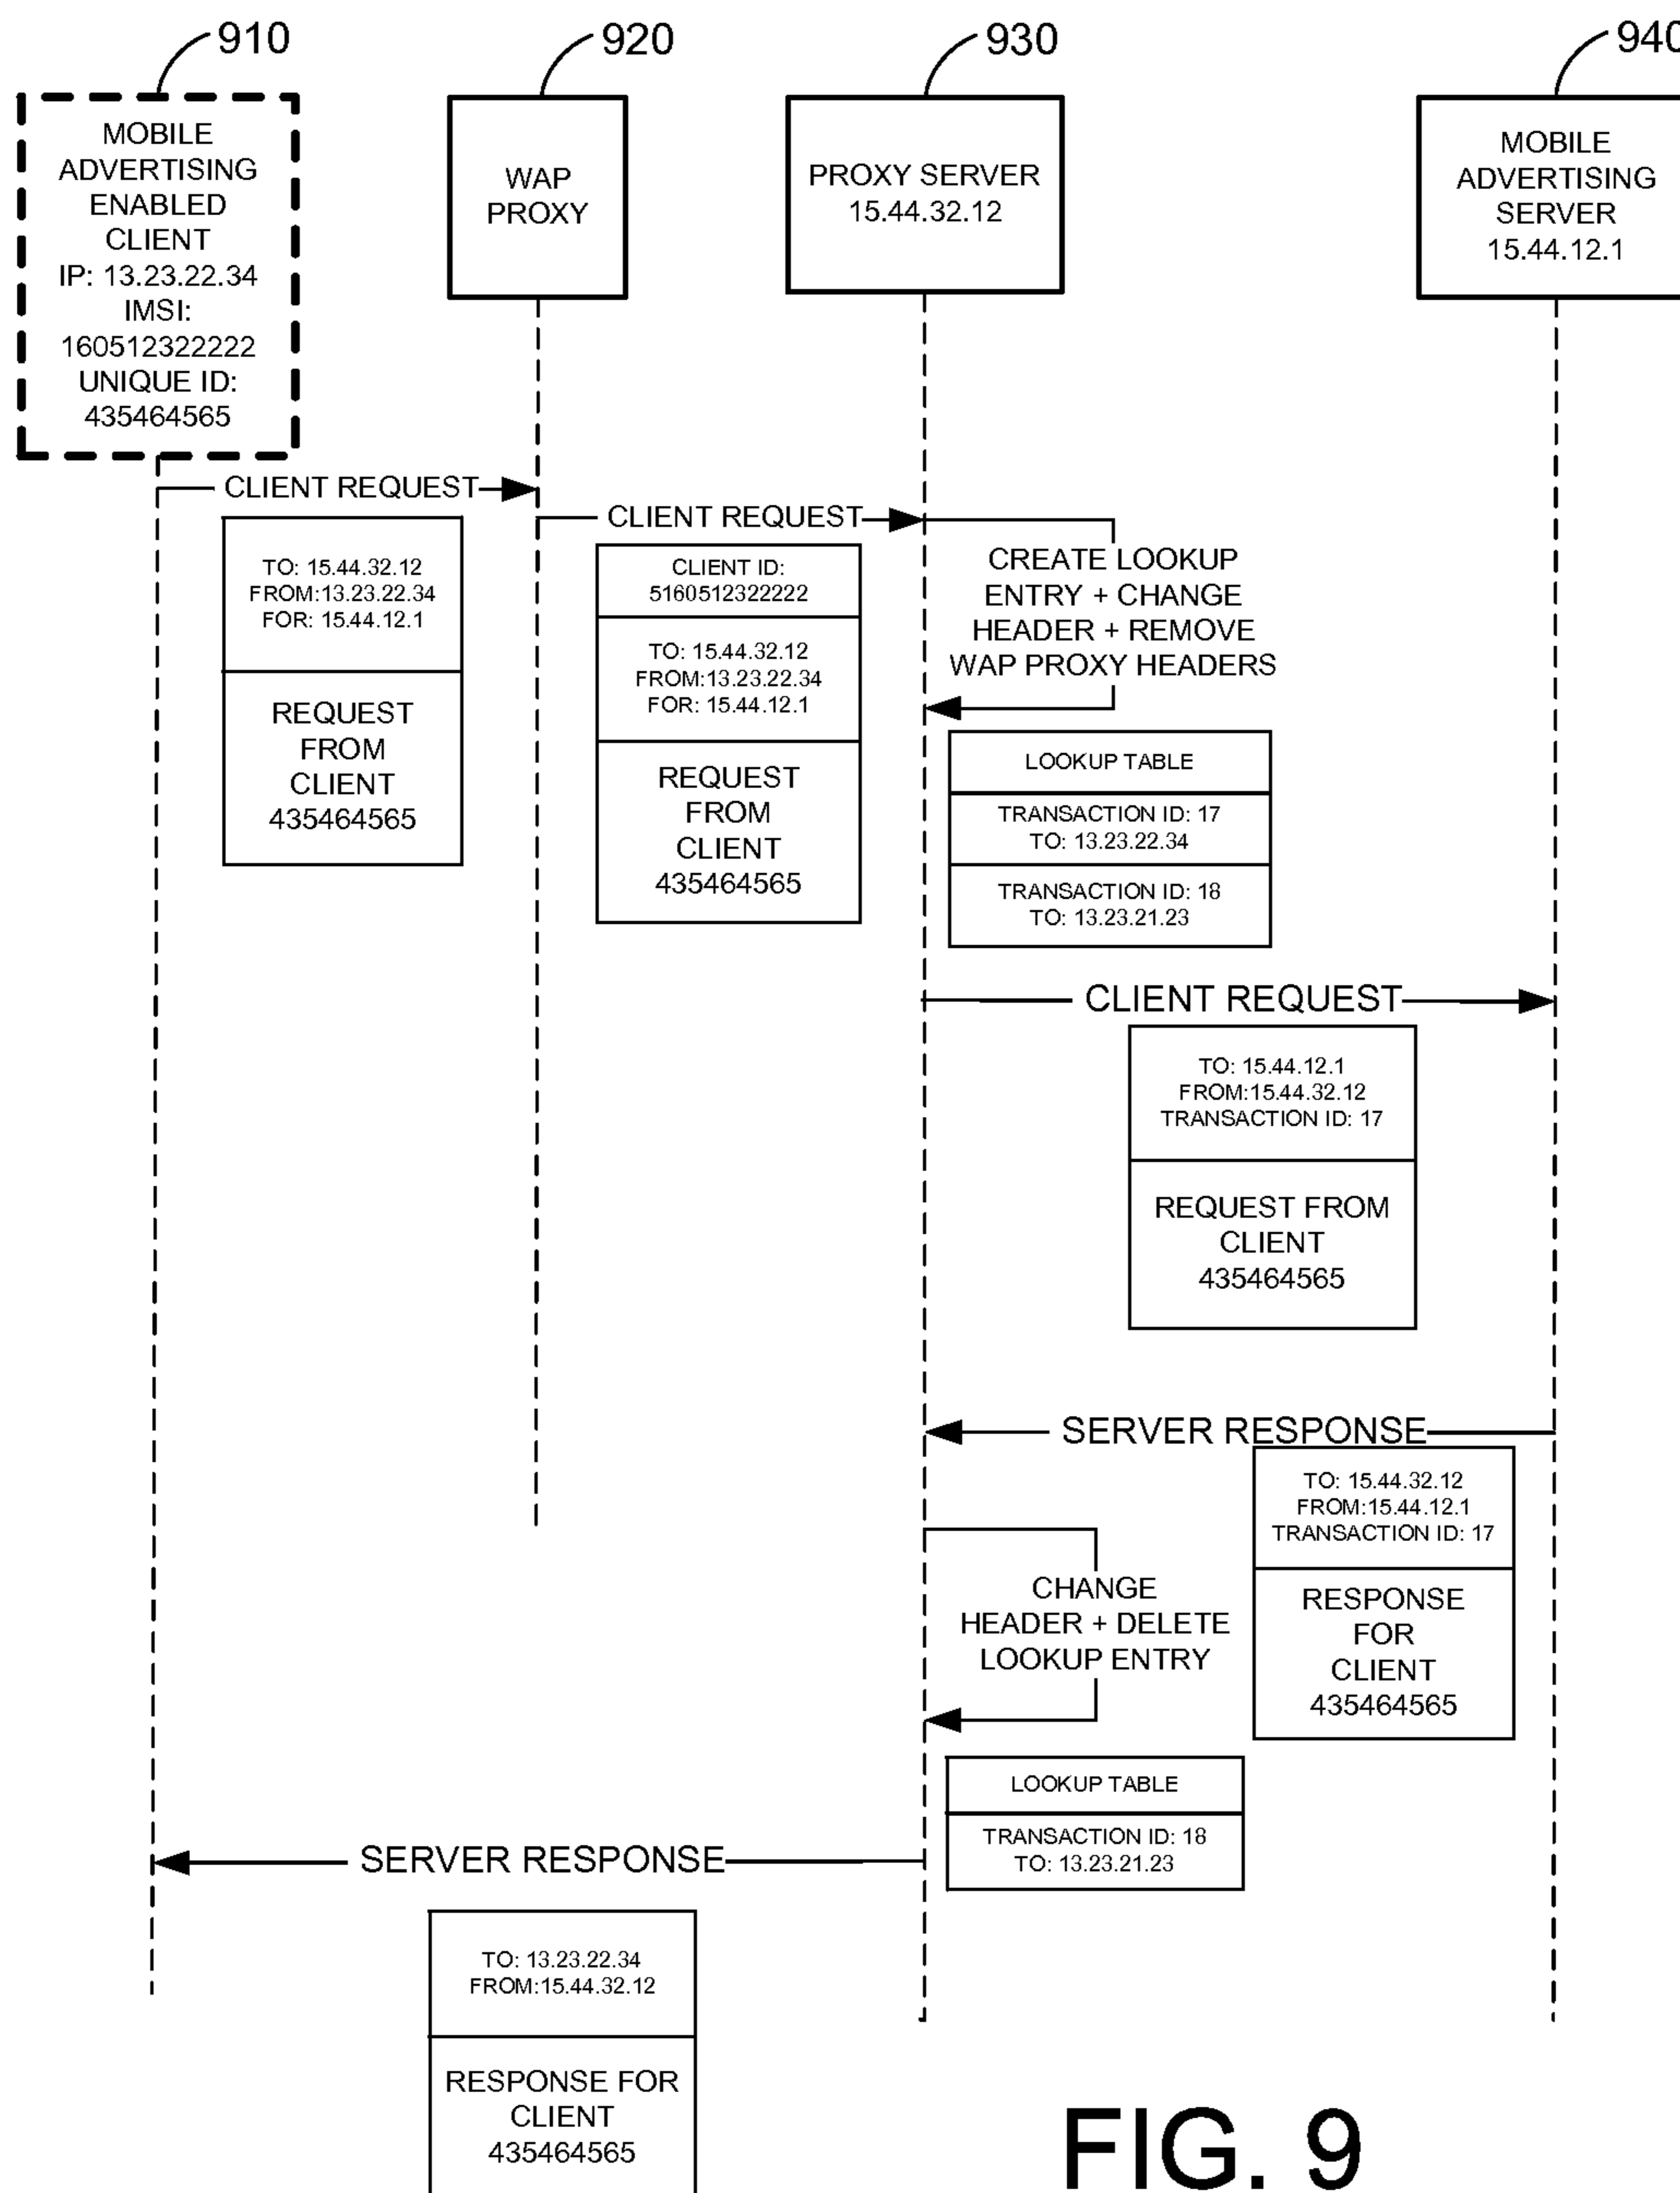 910
920
930
940
MOBILE
ADVERTISING
ENABLED
CLIENT
IP: 13.23.22.34
IMSI:
160512322222
UNIQUE ID:
435464565
WAP
PROXY
PROXY SERVER
15.44.32.12
MOBILE
ADVERTISING
SERVER
15.44.12.1
CLIENT REQUEST
TO: 15.44.32.12
FROM:13.23.22.34
FOR: 15.44.12.1
REQUEST
FROM
CLIENT
435464565
CLIENT REQUEST
CLIENT ID:
5160512322222
TO: 15.44.32.12
FROM:13.23.22.34
FOR: 15.44.12.1
REQUEST
FROM
CLIENT
435464565
CREATE LOOKUP
ENTRY + CHANGE
HEADER + REMOVE
WAP PROXY HEADERS
LOOKUP TABLE
TRANSACTION ID: 17
TO: 13.23.22.34
TRANSACTION ID: 18
TO: 13.23.21.23
CLIENT REQUEST
TO: 15.44.12.1
FROM:15.44.32.12
TRANSACTION ID: 17
REQUEST FROM
CLIENT
435464565
SERVER RESPONSE
TO: 15.44.32.12
FROM:15.44.12.1
TRANSACTION ID: 17
RESPONSE
FOR
CLIENT
435464565
CHANGE
HEADER + DELETE
LOOKUP ENTRY
LOOKUP TABLE
TRANSACTION ID: 18
TO: 13.23.21.23
SERVER RESPONSE
TO: 13.23.22.34
FROM:15.44.32.12
RESPONSE FOR
CLIENT
435464565
FIG. 9